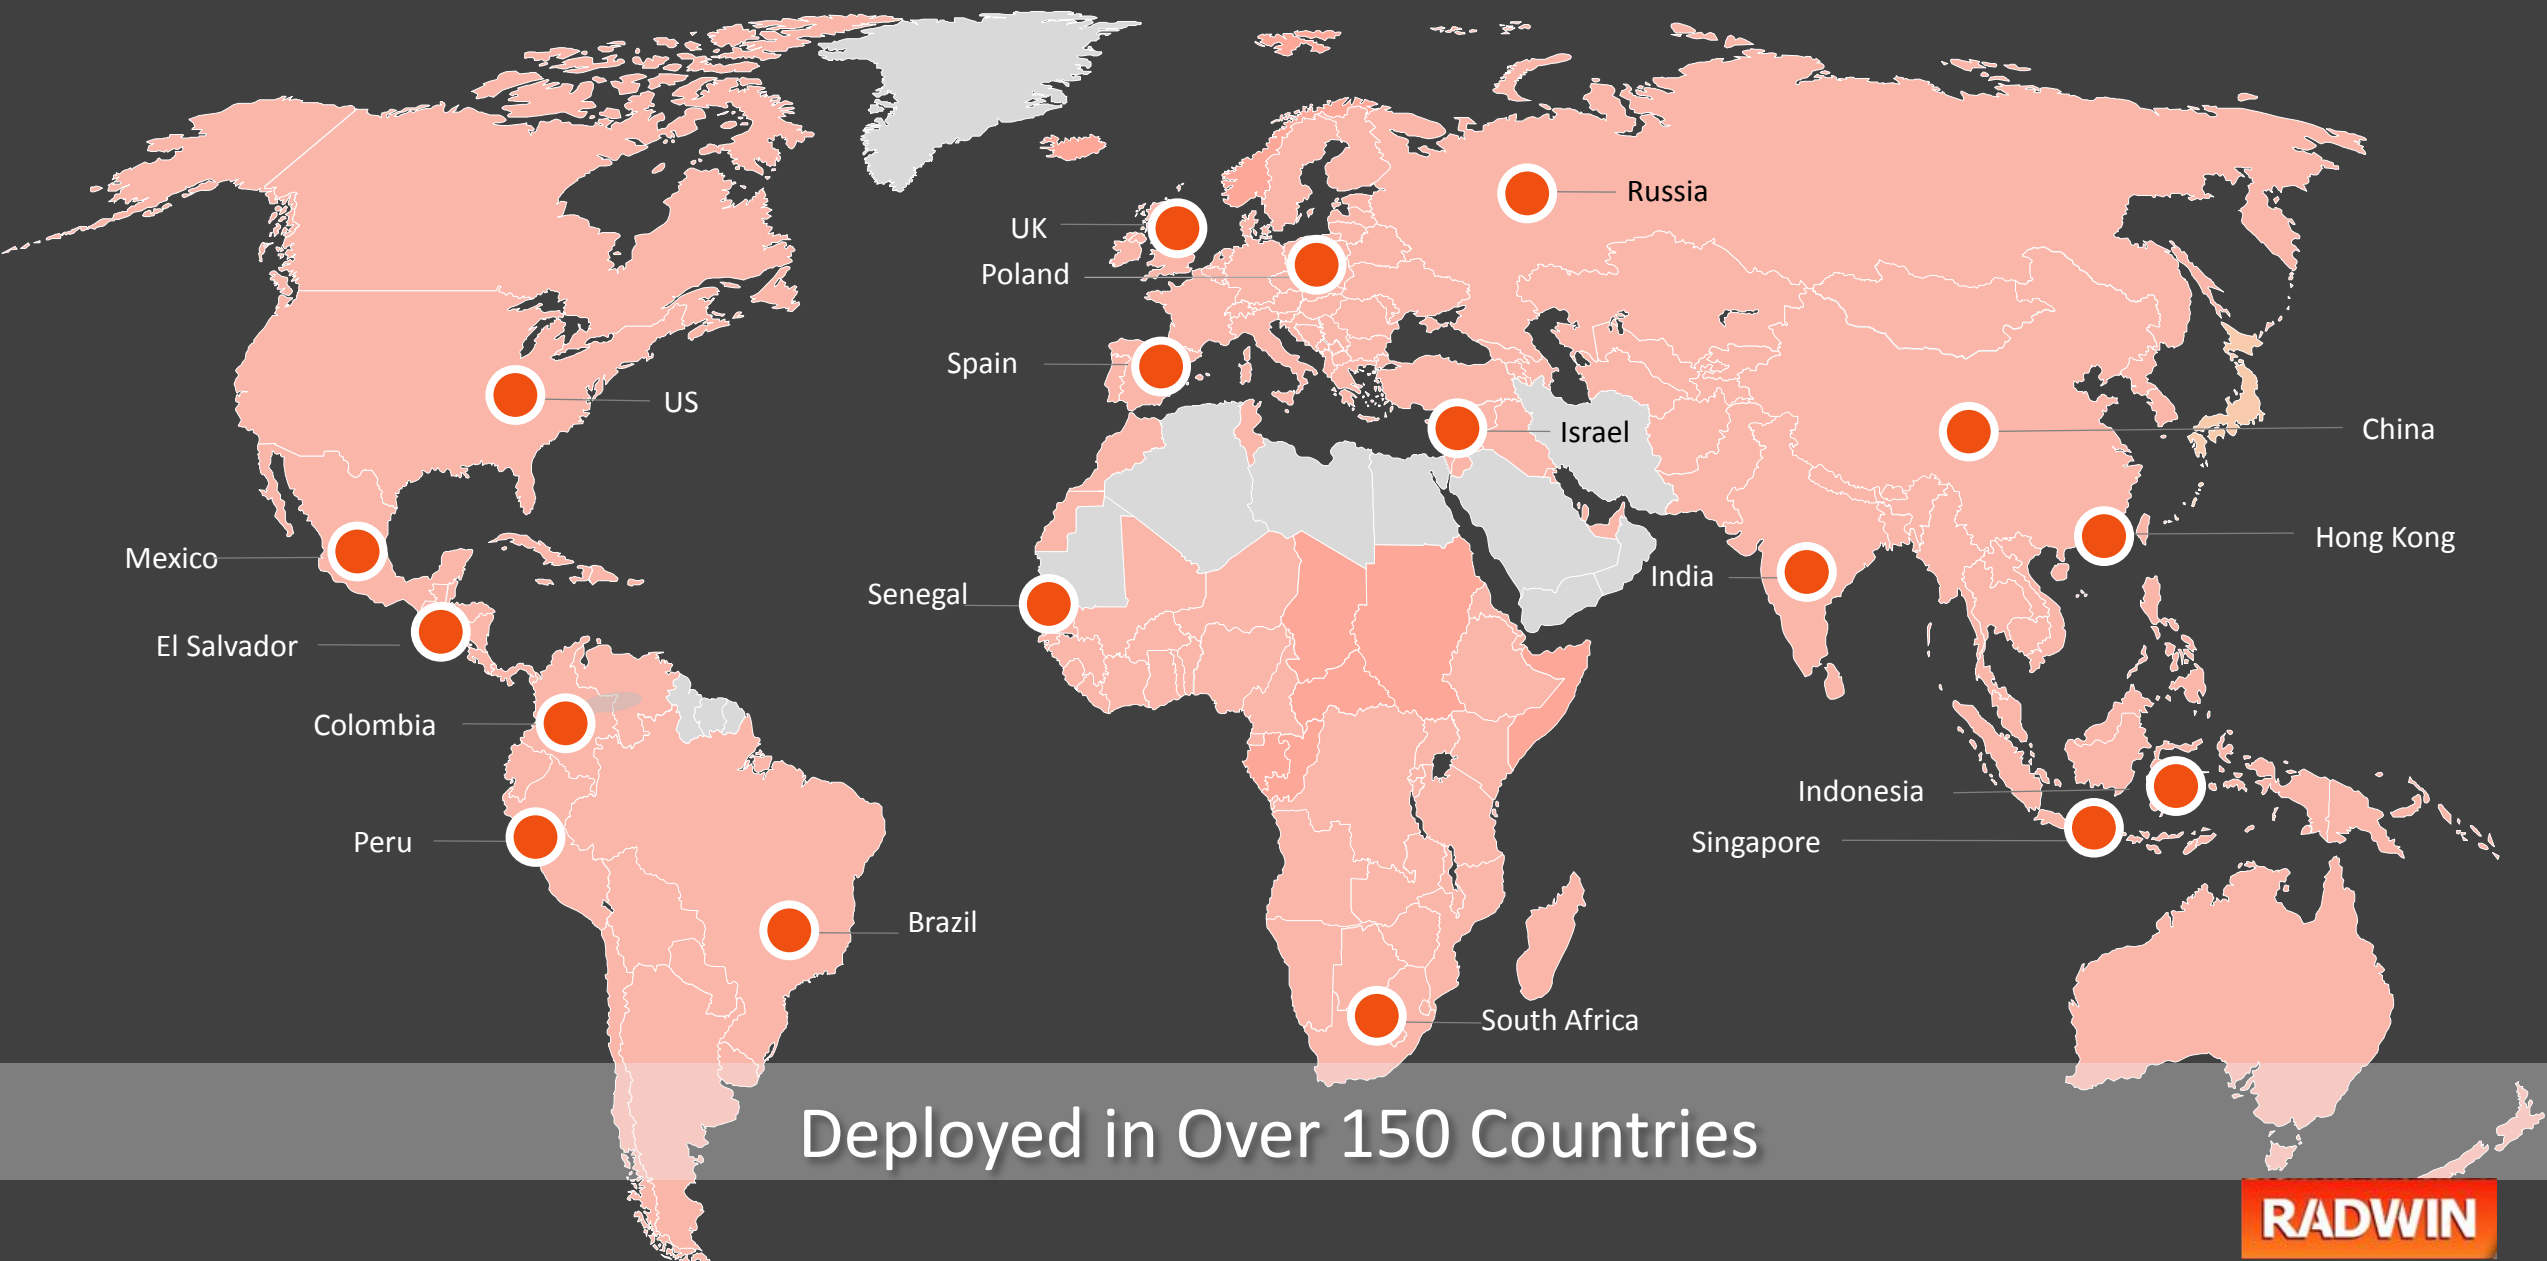 Russia
UK
Poland
Spain
US
Israel
China
Mexico
Hong Kong
Senegal
India
El Salvador
Colombia
Indonesia
Peru
Singapore
Brazil
South Africa
Deployed in Over 150 Countries
RADWIN